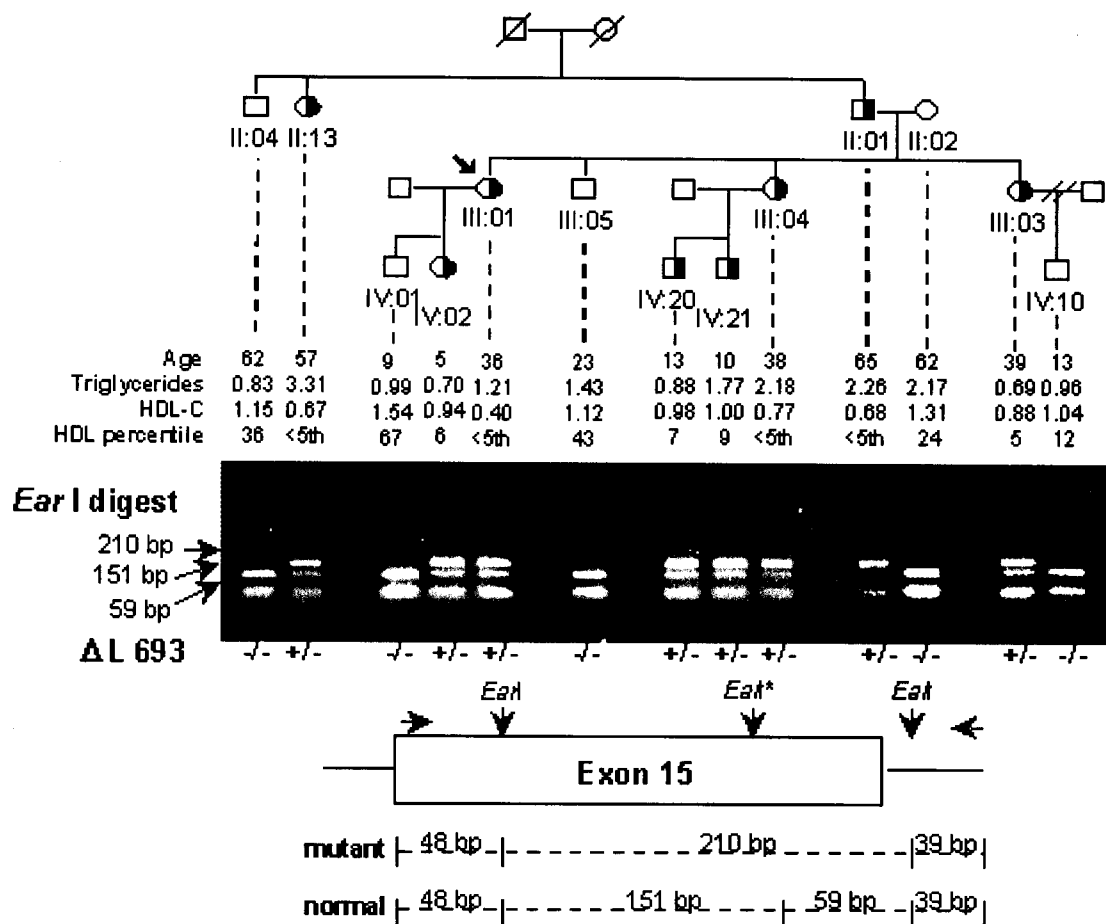 II:04 II:13 II:01 II:02
III:01 III:05 III:04 III:03
IV:01 IV:02 IV:20 IV:21 IV:10
Age 62 57 9 5 36 23 13 10 38 65 62 39 13
Triglycerides 0.83 3.31 0.99 0.70 1.21 1.43 0.88 1.77 2.18 2.26 2.17 0.69 0.96
HDL-C 1.15 0.67 1.54 0.94 0.40 1.12 0.98 1.00 0.77 0.68 1.31 0.88 1.04
HDL percentile 36 <5th 67 6 <5th 43 7 9 <5th <5th 24 5 12
Ear I digest
210 bp
151 bp
59 bp
ΔL 693 -/- +/- -/- +/- +/- -/- +/- +/- +/- +/- -/- +/- -/-
EarI EarI* EarI
Exon 15
mutant 48 bp 210 bp 39 bp
normal 48 bp 151 bp 59 bp 39 bp